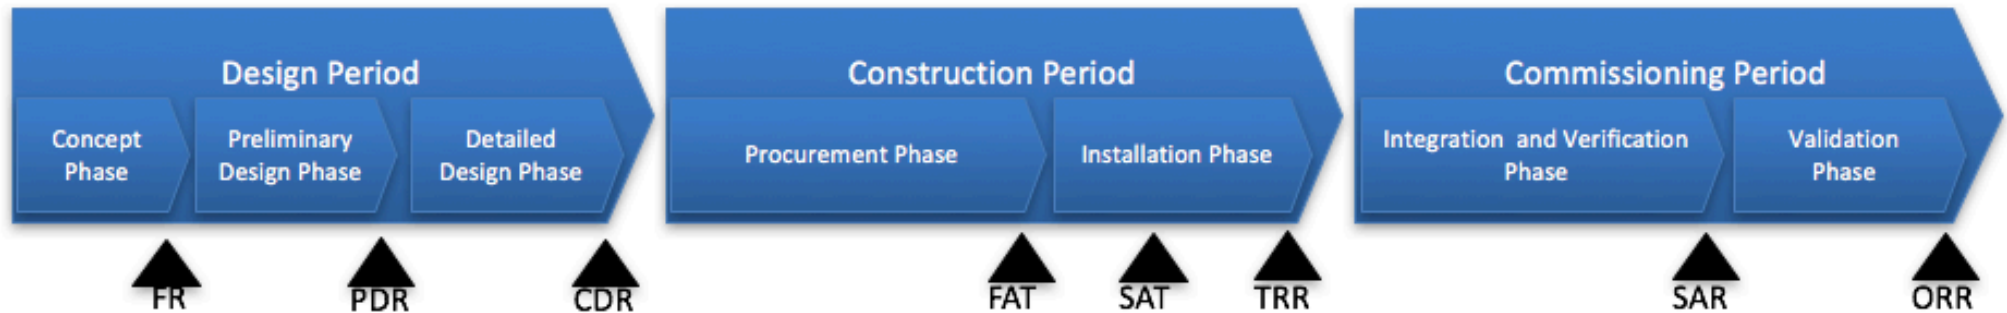 Design Period
Concept
Phase
Preliminary
Design Phase
Detailed
Design Phase
Construction Period
Procurement Phase
Installation Phase
Commissioning Period
Integration and Verification
Phase
Validation
Phase
FR
PDR
CDR
FAT
SAT
TRR
SAR
ORR